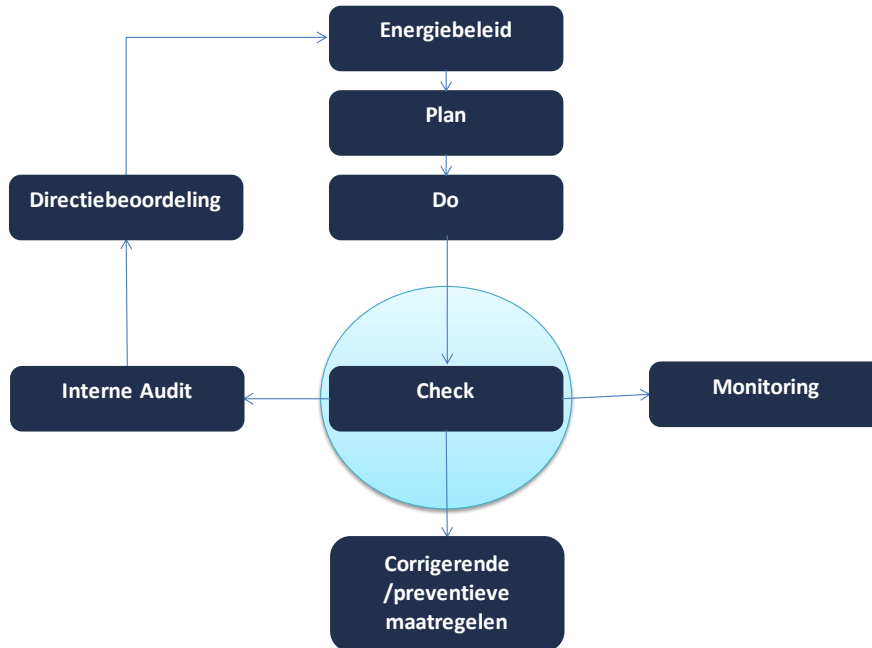 Energiebeleid
Plan
Directiebeoordeling
Do
Interne Audit
Check
Monitoring
Corrigerende
/preventieve
maatregelen